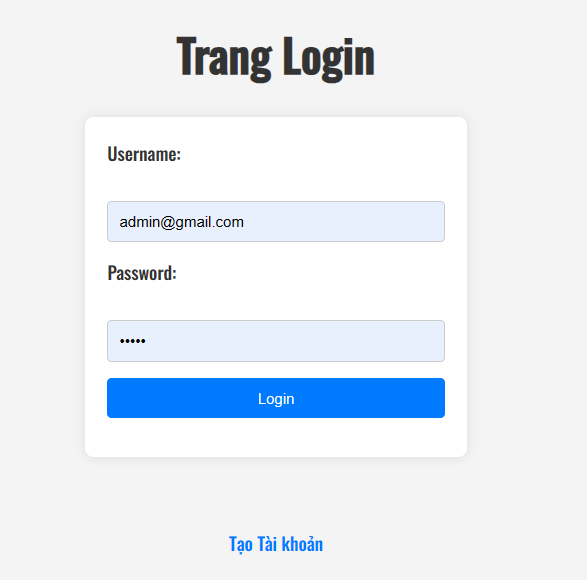 Trang Login
Username:
admin@gmail.com
Password:
•••••
Login
Tạo Tài khoản